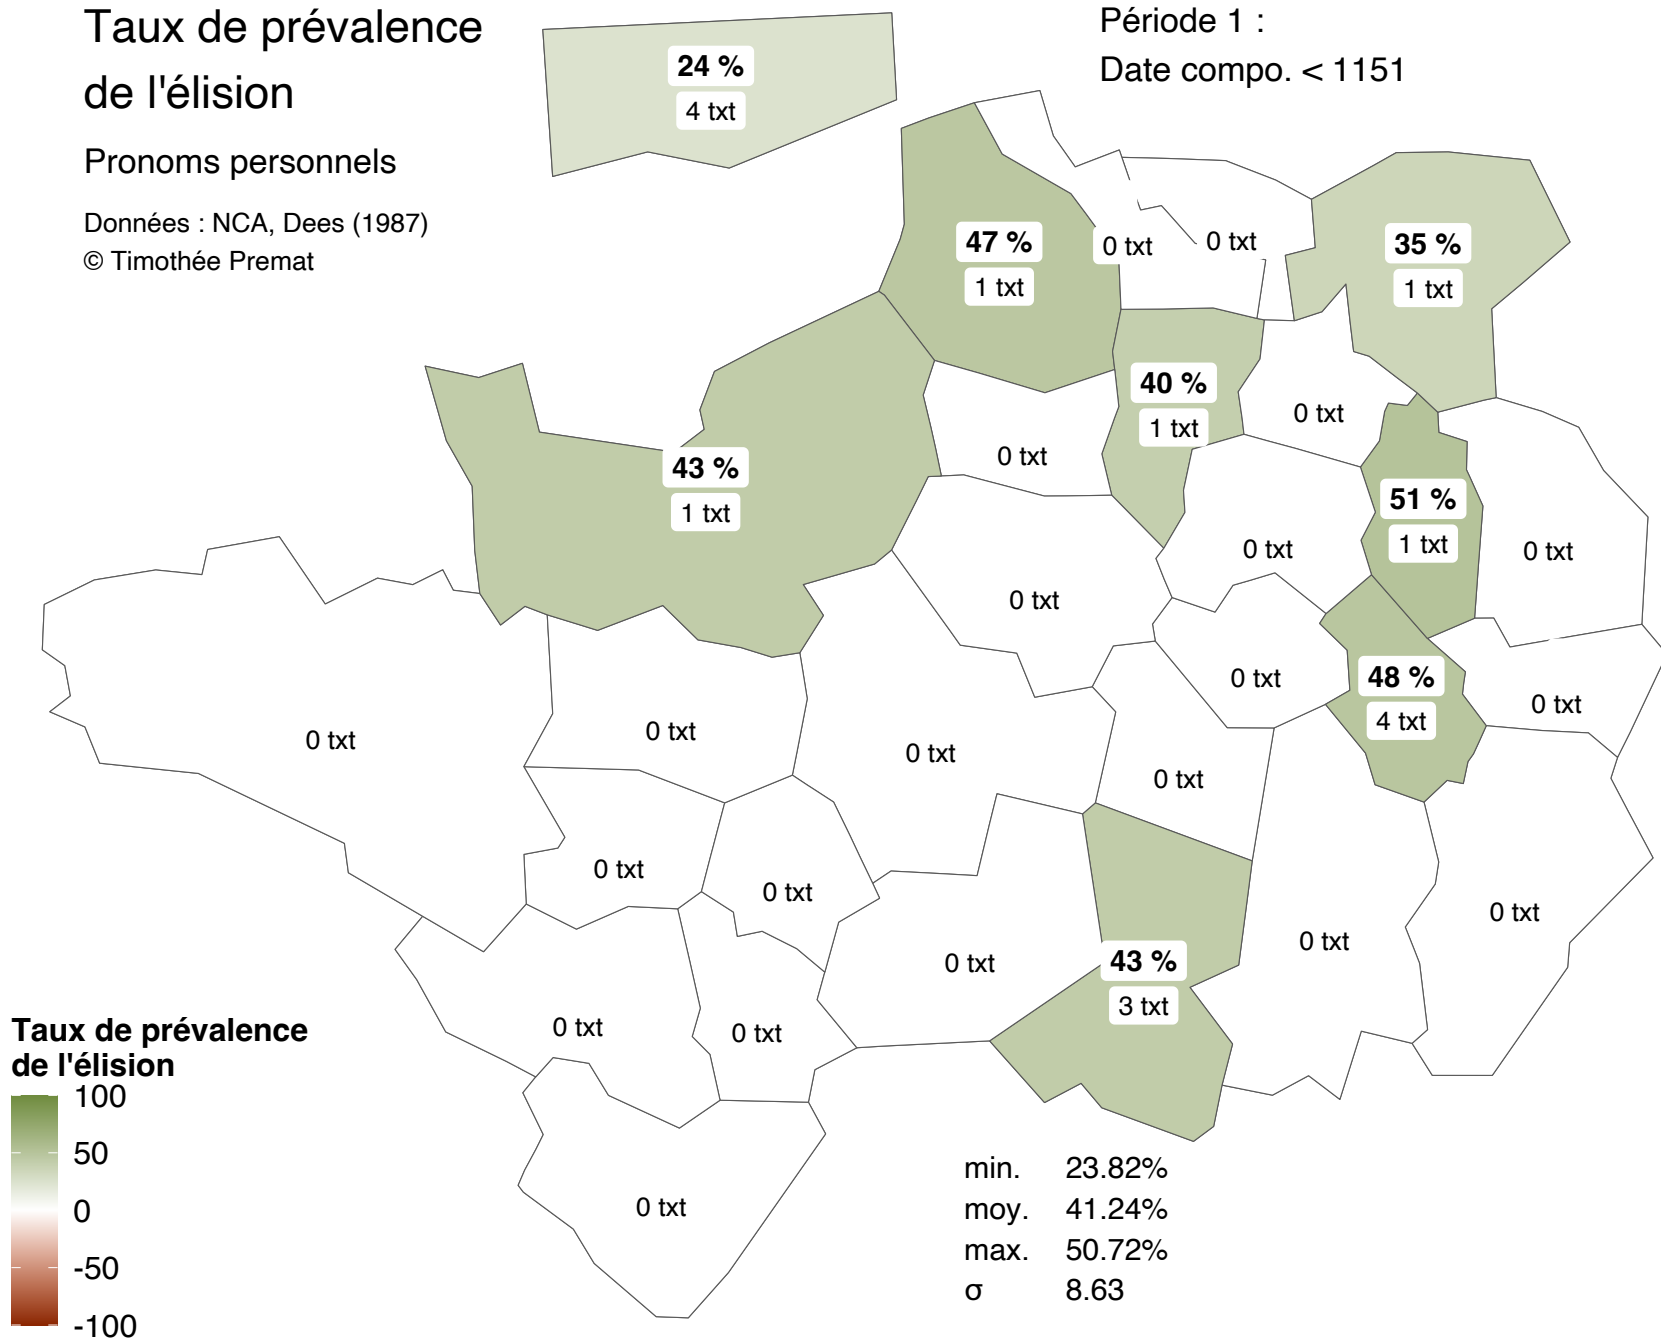 Taux de prévalence
de l'élision
Pronoms personnels
Données : NCA, Dees (1987)
© Timothée Premat
Période 1 :
Date compo. < 1151
24 %
4 txt
47 %
1 txt
0 txt
0 txt
35 %
1 txt
40 %
1 txt
0 txt
43 %
1 txt
0 txt
51 %
1 txt
0 txt
0 txt
0 txt
48 %
4 txt
0 txt
0 txt
0 txt
0 txt
0 txt
0 txt
0 txt
0 txt
0 txt
0 txt
43 %
3 txt
0 txt
0 txt
0 txt
0 txt
0 txt
Taux de prévalence
de l'élision
100
50
0
-50
-100
min. 23.82%
moy. 41.24%
max. 50.72%
σ 8.63